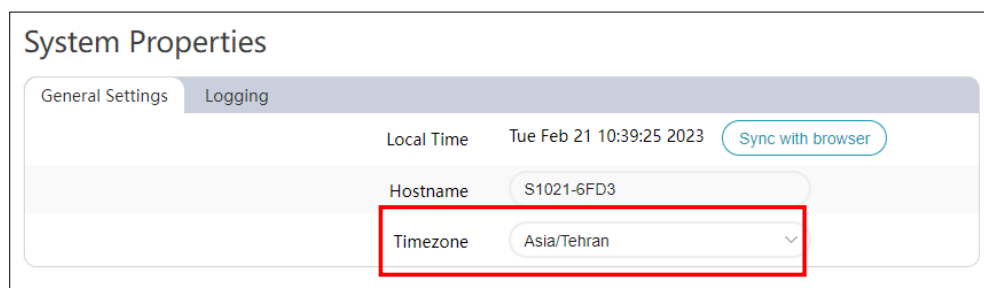 System Properties
General Settings Logging
Local Time Tue Feb 21 10:39:25 2023 Sync with browser
Hostname S1021-6FD3
Timezone Asia/Tehran